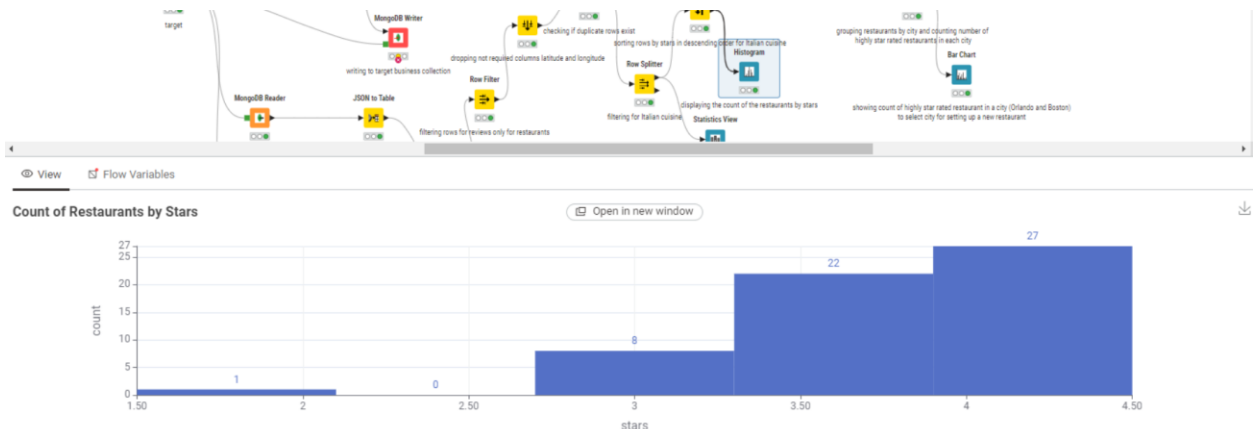 target
MongoDB Writer
writing to target business collection
checking if duplicate rows exist
dropping not required columns latitude and longitude
Row Filter
filtering rows for reviews only for restaurants
MongoDB Reader
JSON to Table
sorting rows by stars in descending order for Italian cuisine
Row Splitter
filtering for Italian cuisine
Histogram
displaying the count of the restaurants by stars
Statistics View
grouping restaurants by city and counting number of
highly star rated restaurants in each city
Bar Chart
showing count of highly star rated restaurant in a city (Orlando and Boston)
to select city for setting up a new restaurant
View
Flow Variables
Count of Restaurants by Stars
Open in new window
27
25
20
15
10
5
0
count
1
0
8
22
27
1.50
2
2.50
3
3.50
4
4.50
stars